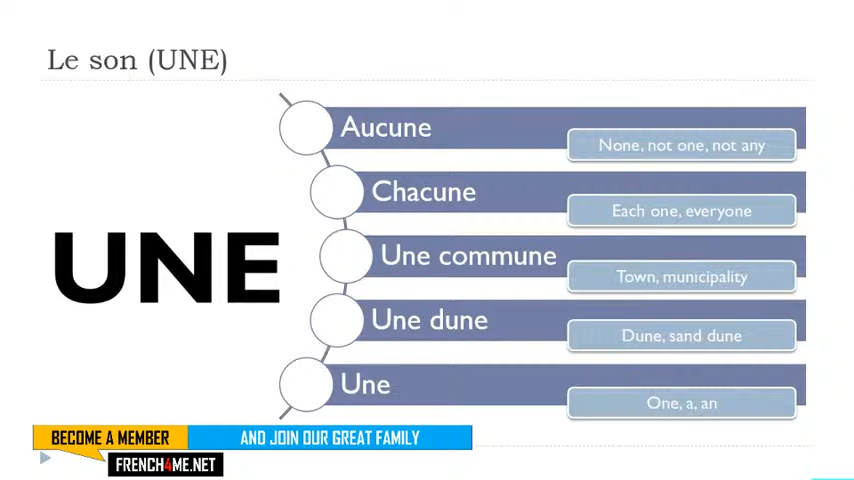 Le son (UNE)
UNE
Aucune
None, not one, not any
Chacune
Each one, everyone
Une commune
Town, municipality
Une dune
Dune, sand dune
Une
One, a, an
BECOME A MEMBER
AND JOIN OUR GREAT FAMILY
FRENCH4ME.NET